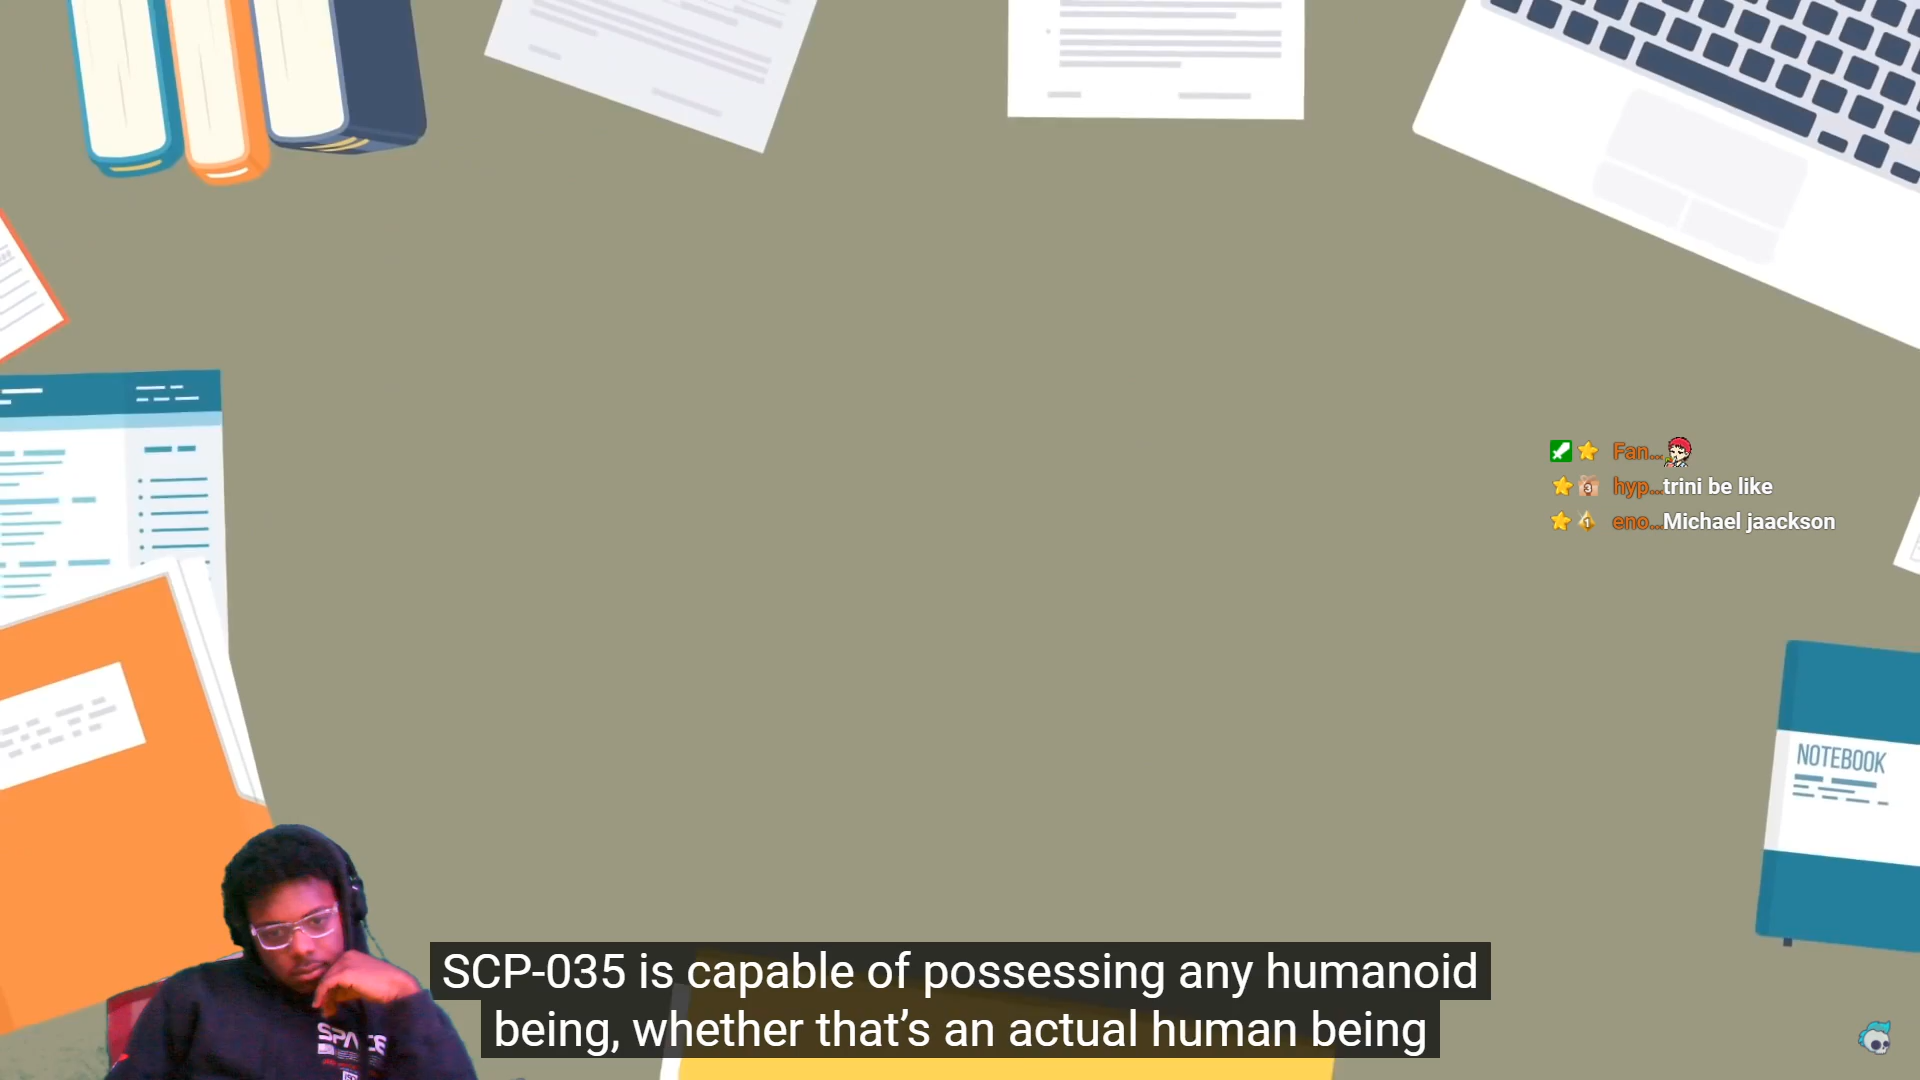 Fan...
hyp...trini be like
eno...Michael jaackson
NOTEBOOK
SPACE
SCP-035 is capable of possessing any humanoid
being, whether that’s an actual human being